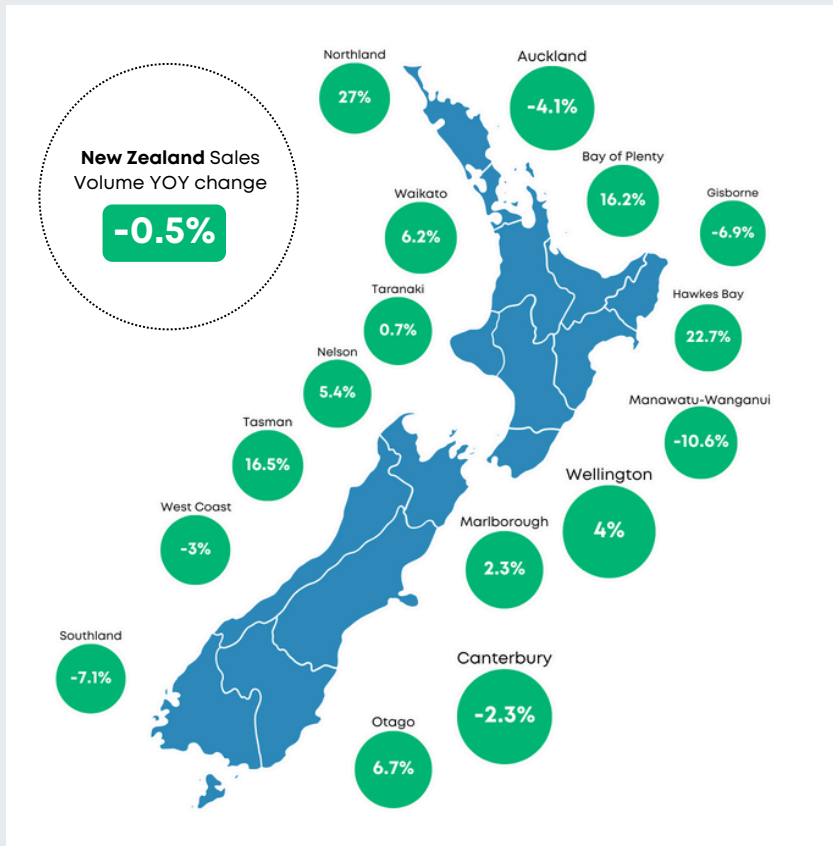 New Zealand Sales
Volume YOY change
-0.5%
Northland
27%
Auckland
-4.1%
Bay of Plenty
16.2%
Gisborne
-6.9%
Waikato
6.2%
Taranaki
0.7%
Hawkes Bay
22.7%
Nelson
5.4%
Manawatu-Wanganui
-10.6%
Tasman
16.5%
Wellington
4%
West Coast
-3%
Marlborough
2.3%
Southland
-7.1%
Canterbury
-2.3%
Otago
6.7%